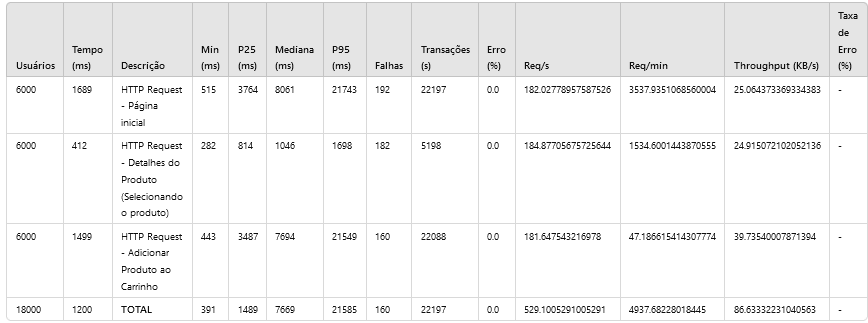 Usuários Tempo (ms) Descrição Min (ms) P25 (ms) Mediana (ms) P95 (ms) Falhas Transações (s) Erro (%) Req/s Req/min Throughput (KB/s) Taxa de Erro (%)
6000 1689 HTTP Request - Página inicial 515 3764 8061 21743 192 22197 0.0 182.02778957587526 3537.9351068560004 25.064373369334383 -
6000 412 HTTP Request - Detalhes do Produto (Selecionando o produto) 282 814 1046 1698 182 5198 0.0 184.87705675725644 1534.6001443870555 24.915072102052136 -
6000 1499 HTTP Request - Adicionar Produto ao Carrinho 443 3487 7694 21549 160 22088 0.0 181.647543216978 47.186615414307774 39.73540007871394 -
18000 1200 TOTAL 391 1489 7669 21585 160 22197 0.0 529.1005291005291 4937.68228018445 86.63332231040563 -